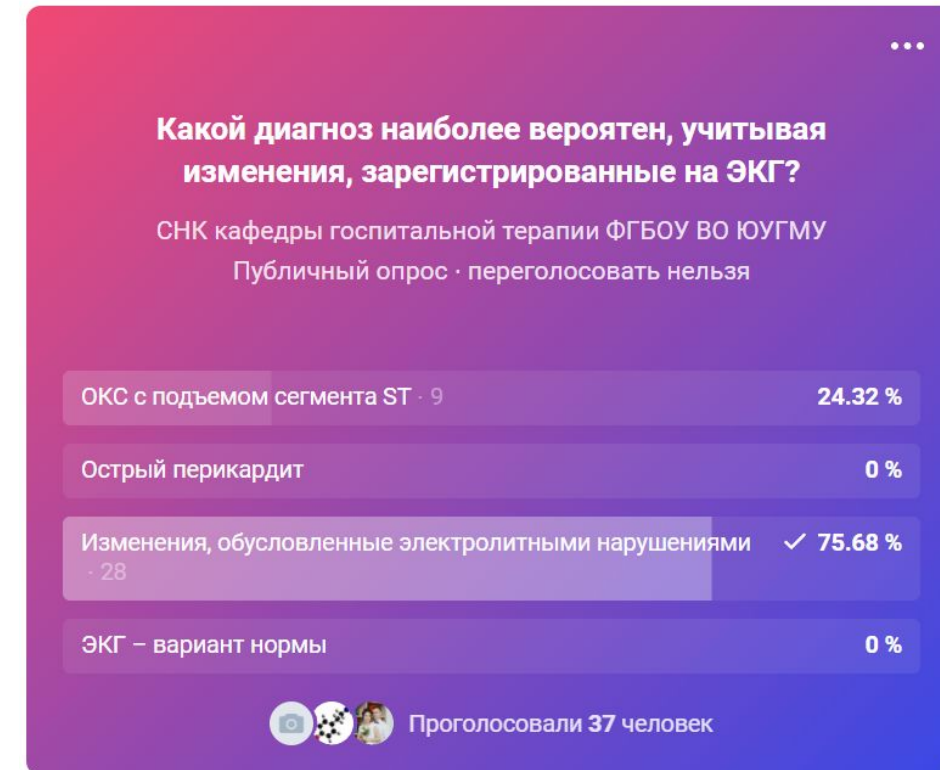 Какой диагноз наиболее вероятен, учитывая
изменения, зарегистрированные на ЭКГ?
СНК кафедры госпитальной терапии ФГБОУ ВО ЮУГМУ
Публичный опрос · переголосовать нельзя
ОКС с подъемом сегмента ST · 9 24.32 %
Острый перикардит 0 %
Изменения, обусловленные электролитными нарушениями 75.68 %
· 28
ЭКГ – вариант нормы 0 %
Проголосовали 37 человек